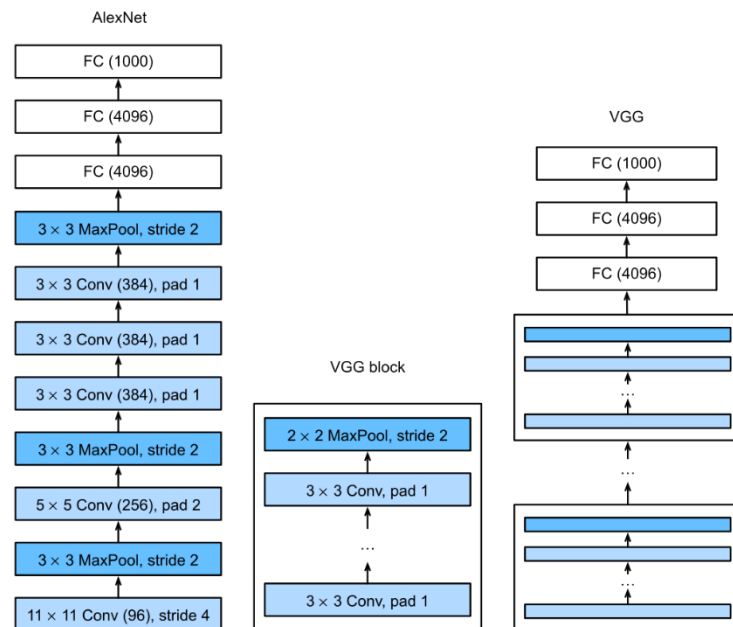 AlexNet
FC (1000)
FC (4096)
FC (4096)
3 × 3 MaxPool, stride 2
3 × 3 Conv (384), pad 1
3 × 3 Conv (384), pad 1
3 × 3 Conv (384), pad 1
3 × 3 MaxPool, stride 2
5 × 5 Conv (256), pad 2
3 × 3 MaxPool, stride 2
11 × 11 Conv (96), stride 4
VGG block
2 × 2 MaxPool, stride 2
3 × 3 Conv, pad 1
...
3 × 3 Conv, pad 1
VGG
FC (1000)
FC (4096)
FC (4096)
...
...
...